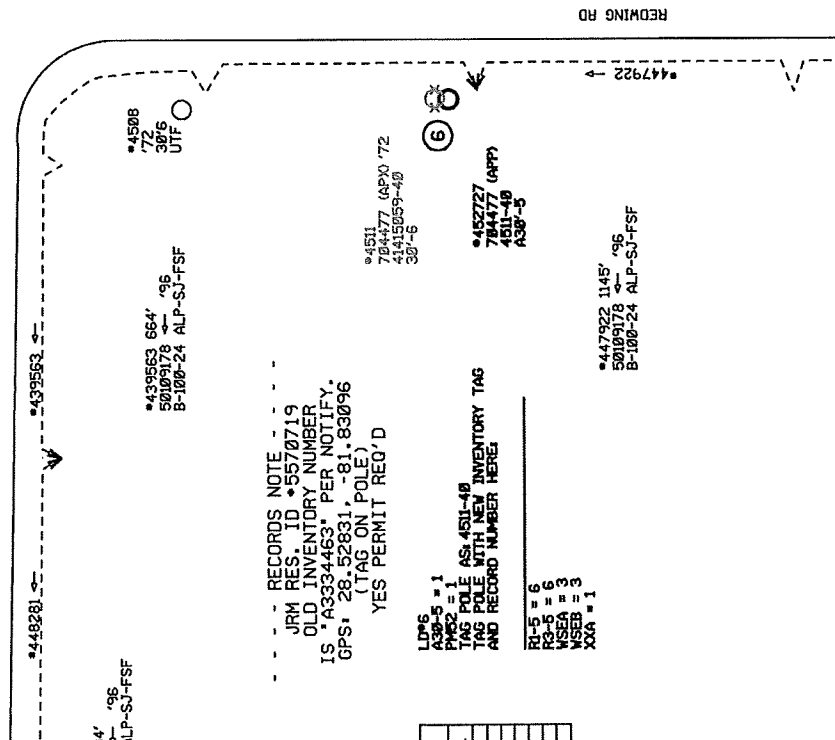 REDWING RD
*447922 →
*4508
'72
30'6
UTF
*4511
704477 (APX) '72
41415059-40
30'-6
6
*452727
704477 (APP)
4511-40
A30'-5
*439563 ←
*439563 664'
50109178 ← '96
B-100-24 ALP-SJ-FSF
*447922 1145'
50109178 ← '96
B-100-24 ALP-SJ-FSF
- - - - RECORDS NOTE - - - - -
JRM RES. ID *5570719
OLD INVENTORY NUMBER
IS "A3334463" PER NOTIFY.
GPS: 28.52831, -81.83096
(TAG ON POLE)
YES PERMIT REQ'D
LD*6
A30-5 = 1
PM52 = 1
TAG POLE AS: 4511-40
TAG POLE WITH NEW INVENTORY TAG
AND RECORD NUMBER HERE:
R1-5 = 6
R3-5 = 6
WSEA = 3
WSEB = 3
XXA = 1
*448281 ←
4'
← '96
ALP-SJ-FSF